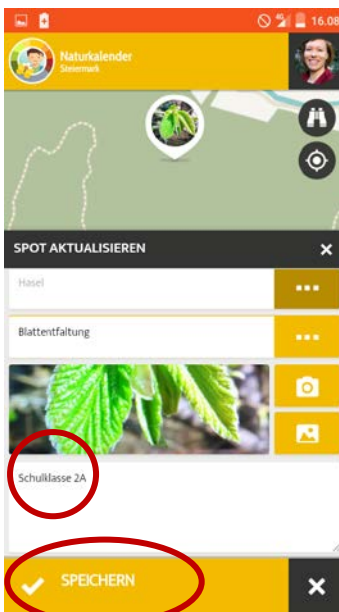 16.08
Naturkalender
Steiermark
SPOT AKTUALISIEREN
Hasel
Blattentfaltung
Schulklasse 2A
SPEICHERN